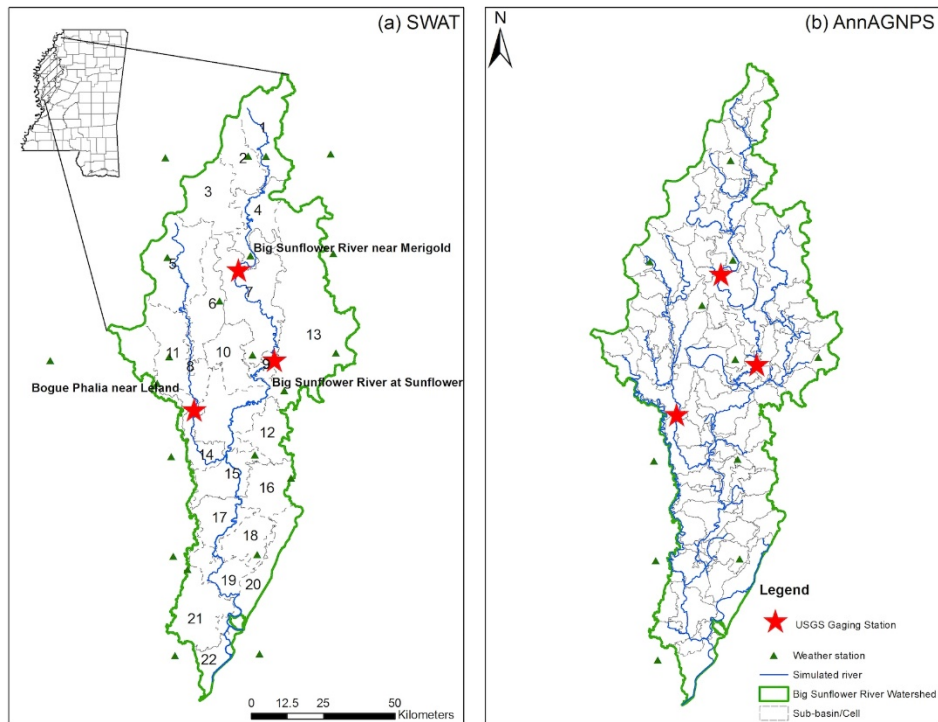 (a) SWAT
N
(b) AnnAGNPS
1
2
3
4
Big Sunflower River near Merigold
5
7
6
13
11
10
8
9
Bogue Phalia near Leland
Big Sunflower River at Sunflower
12
14
15
16
17
18
19
20
21
22
0 12.5 25 50
Kilometers
Legend
USGS Gaging Station
Weather station
Simulated river
Big Sunflower River Watershed
Sub-basin/Cell